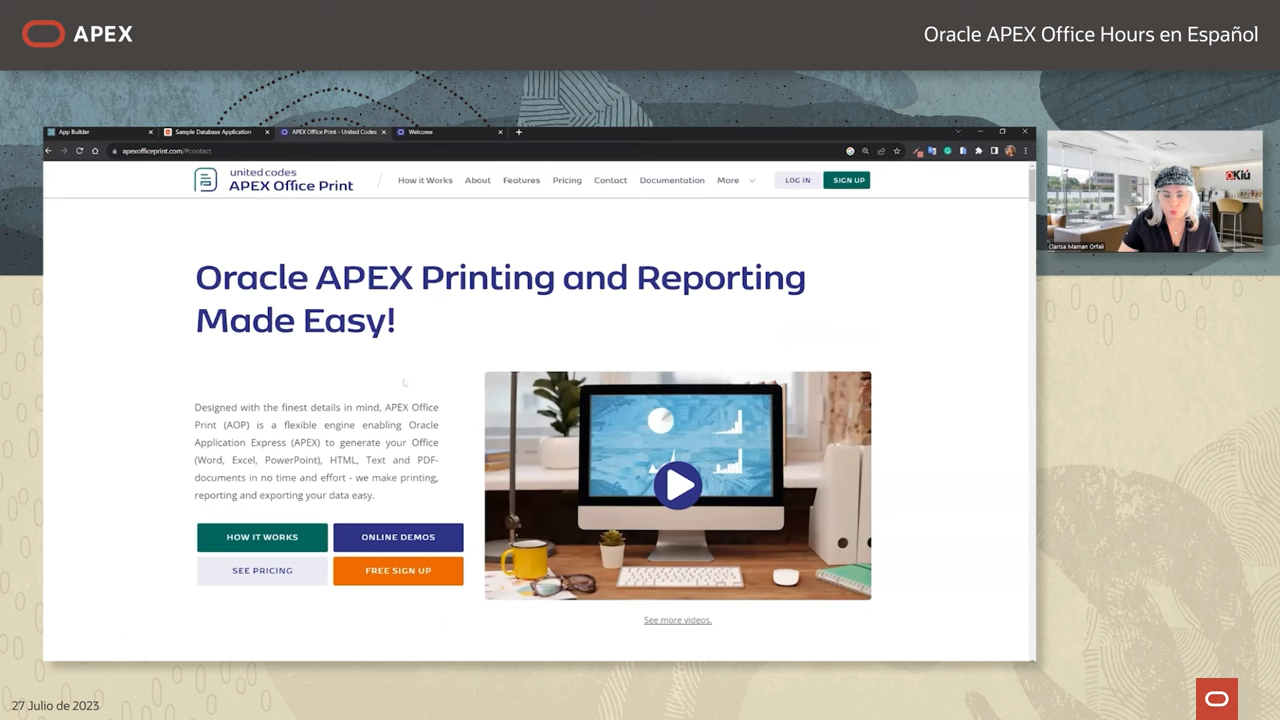 APEX
Oracle APEX Office Hours en Español
App Builder
Sample Database Application
APEX Office Print - United Codes
Welcome
apexofficeprint.com/#contact
united codes
APEX Office Print
How it Works
About
Features
Pricing
Contact
Documentation
More
LOG IN
SIGN UP
Oracle APEX Printing and Reporting
Made Easy!
Designed with the finest details in mind, APEX Office
Print (AOP) is a flexible engine enabling Oracle
Application Express (APEX) to generate your Office
(Word, Excel, PowerPoint), HTML, Text and PDF-
documents in no time and effort - we make printing,
reporting and exporting your data easy.
HOW IT WORKS
ONLINE DEMOS
SEE PRICING
FREE SIGN UP
See more videos.
Kiú
Clarisa Maman Orfali
27 Julio de 2023